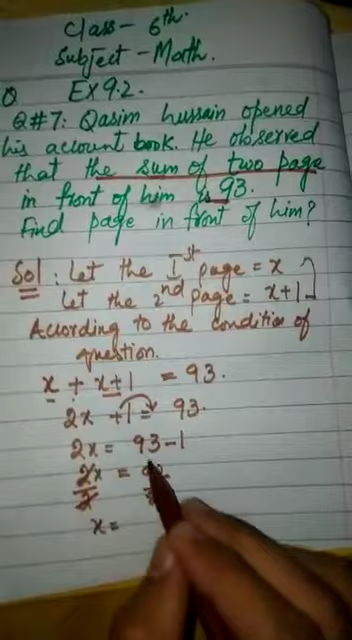 Class- 6th.
Subject - Math.
Q Ex 9.2.
Q#7: Qasim hussain opened
his account book. He observed
that the sum of two page
in front of him is 93.
Find page in front of him?
Sol: Let the Ist page = x
Let the 2nd page = x+1
According to the condition of
question.
x + x+1 = 93.
2x +1 = 93.
2x = 93-1
2x =
2
x =